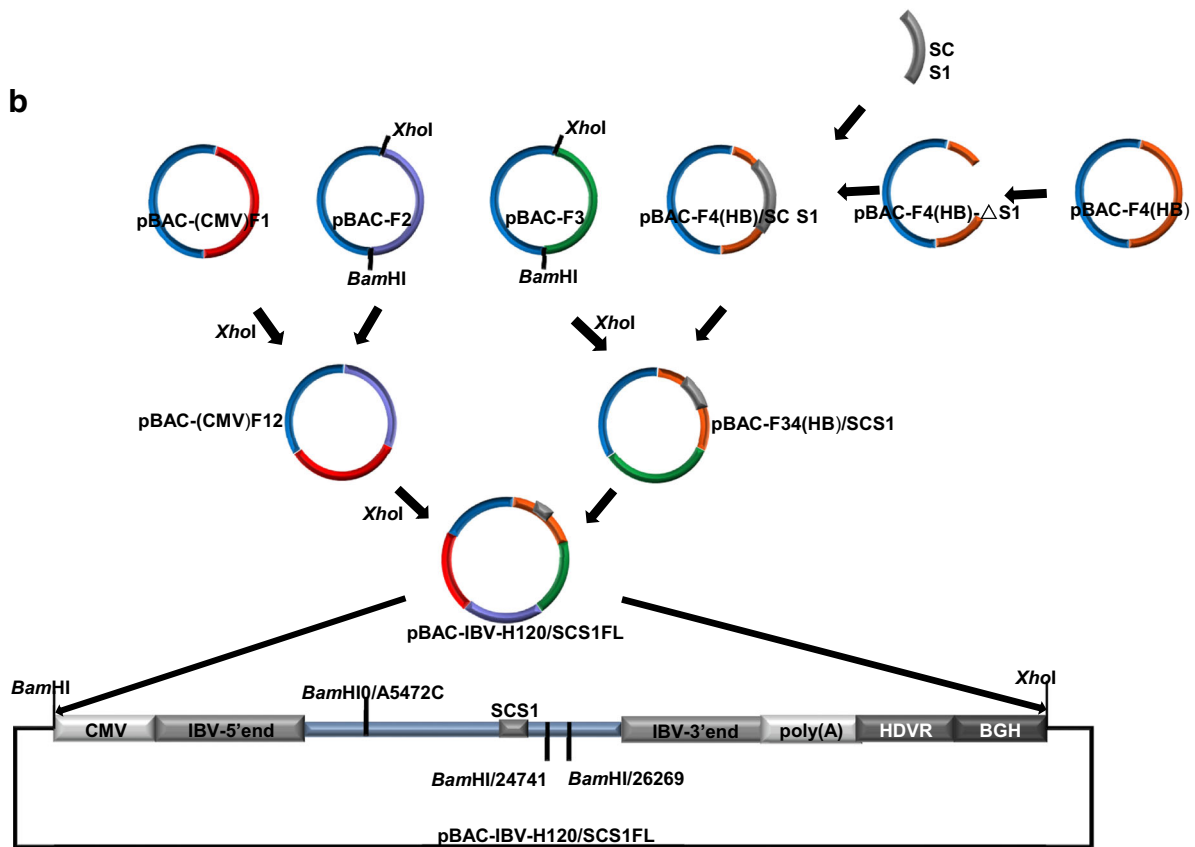 SC
S1
b
XhoI
XhoI
pBAC-(CMV)F1
pBAC-F2
pBAC-F3
pBAC-F4(HB)/SC S1
pBAC-F4(HB)-△S1
pBAC-F4(HB)
BamHI
BamHI
XhoI
XhoI
pBAC-(CMV)F12
pBAC-F34(HB)/SCS1
XhoI
pBAC-IBV-H120/SCS1FL
BamHI
XhoI
BamHI0/A5472C
SCS1
CMV
IBV-5'end
IBV-3'end
poly(A)
HDVR
BGH
BamHI/24741
BamHI/26269
pBAC-IBV-H120/SCS1FL